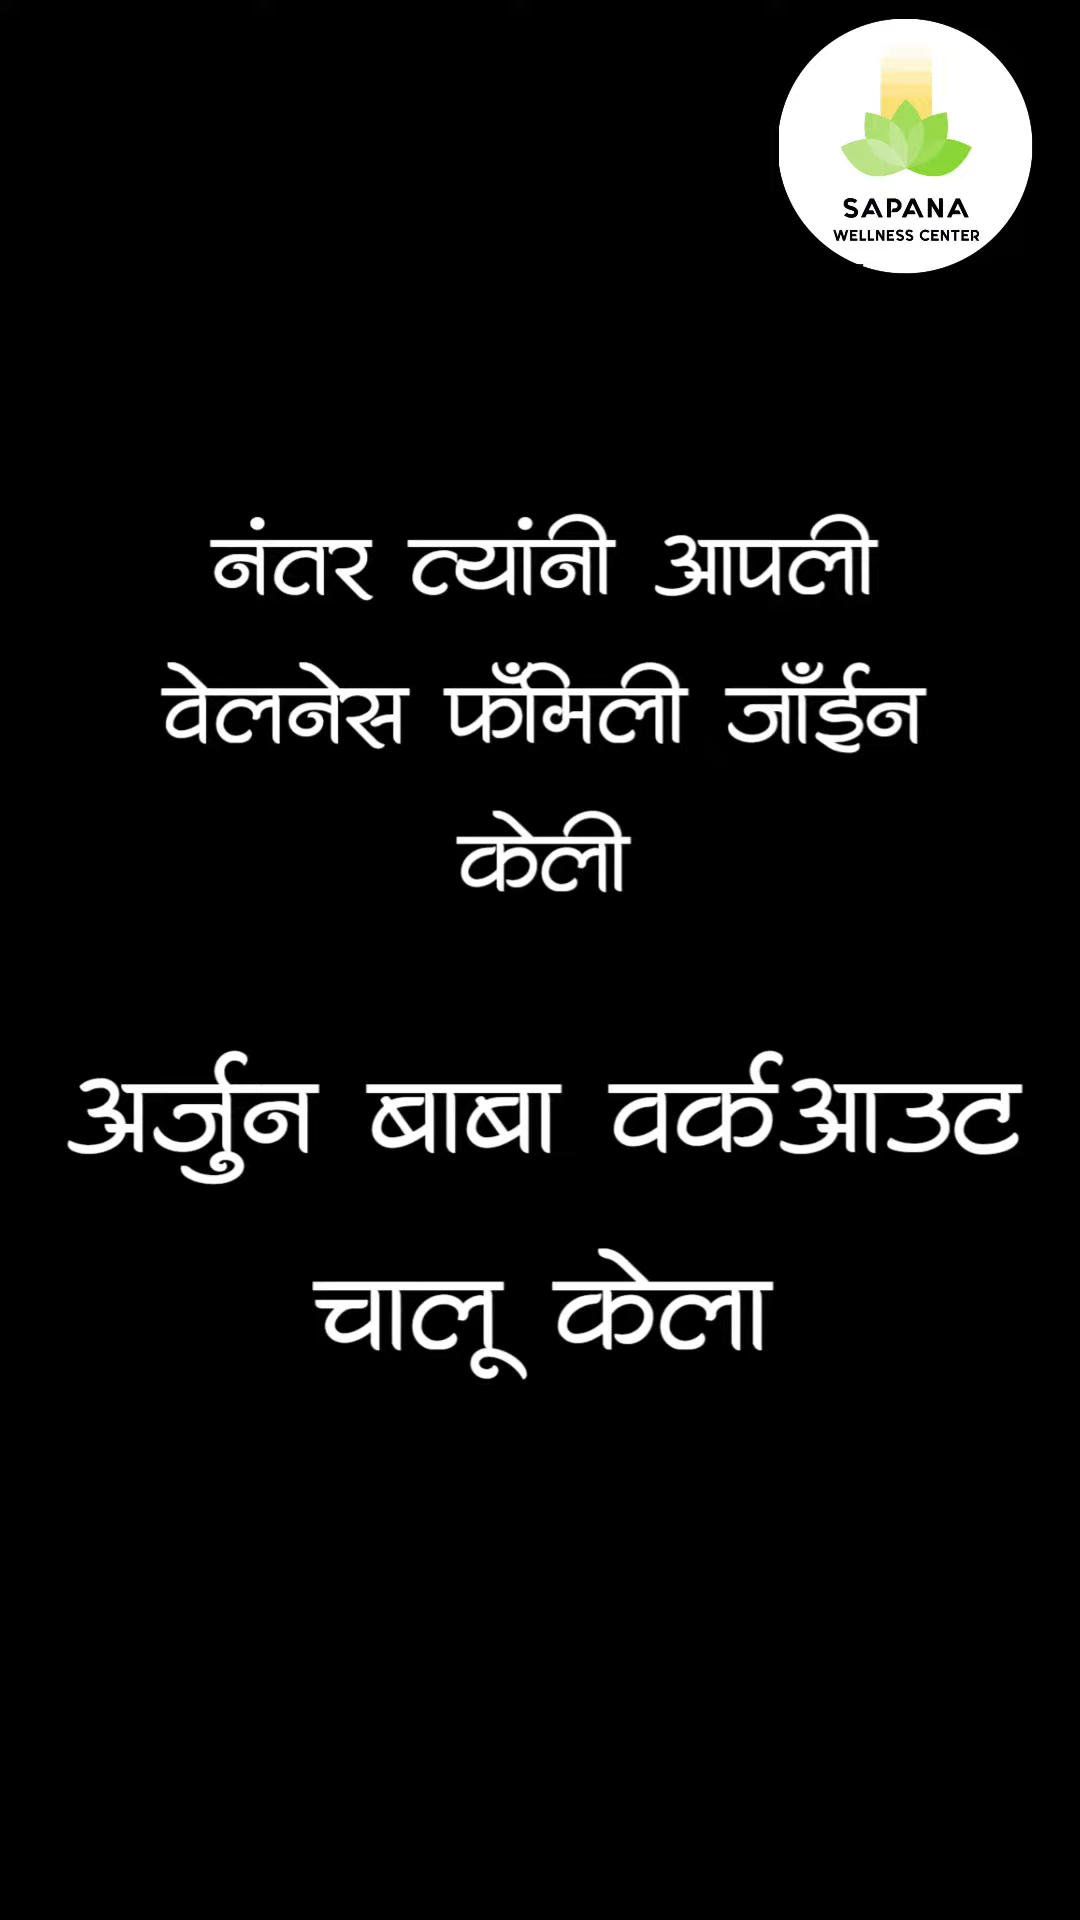 SAPANA
WELLNESS CENTER
नंतर त्यांनी आपली
वेलनेस फॅंमिली जॉंईन
केली
अर्जुन बाबा वर्कआउट
चालू केला